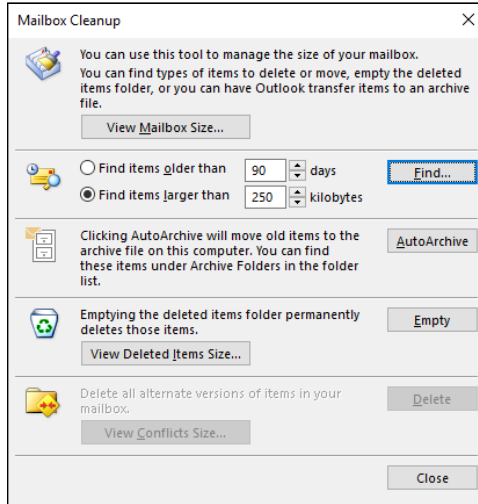 Mailbox Cleanup
You can use this tool to manage the size of your mailbox.
You can find types of items to delete or move, empty the deleted
items folder, or you can have Outlook transfer items to an archive
file.
View Mailbox Size...
Find items older than 90 days Find...
Find items larger than 250 kilobytes
Clicking AutoArchive will move old items to the AutoArchive
archive file on this computer. You can find
these items under Archive Folders in the folder
list.
Emptying the deleted items folder permanently Empty
deletes those items.
View Deleted Items Size...
Delete all alternate versions of items in your Delete
mailbox.
View Conflicts Size...
Close